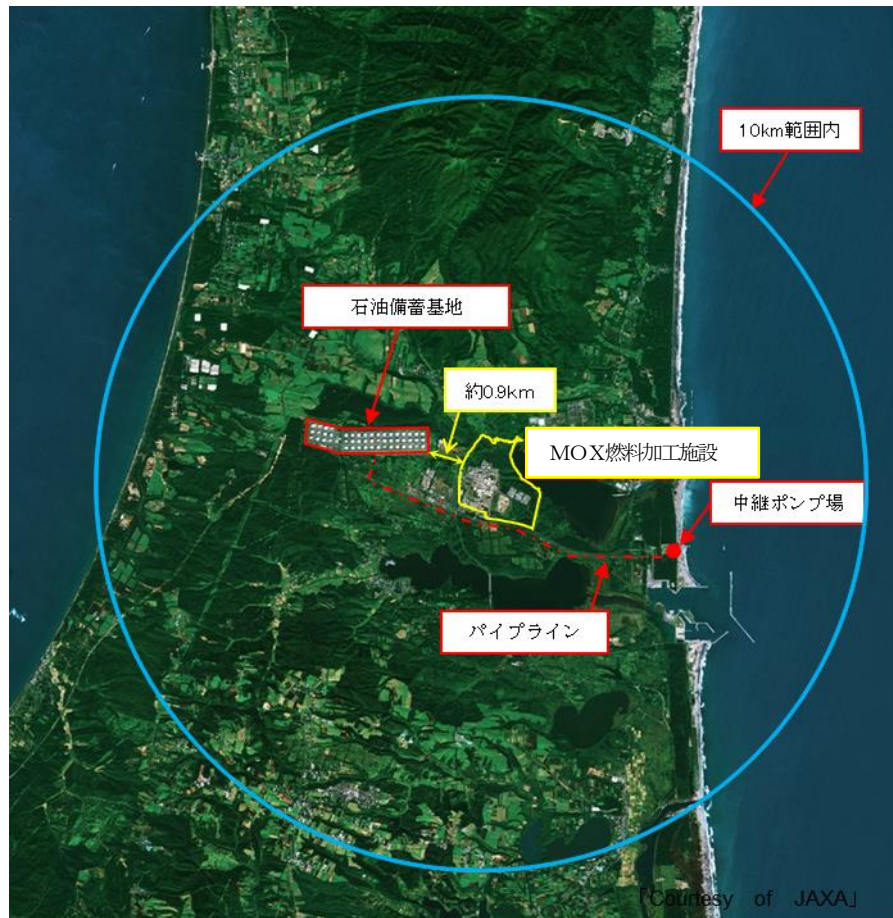 10km範囲内
石油備蓄基地
約0.9km
MOX燃料加工施設
中継ポンプ場
パイプライン
「Courtesy of JAXA」